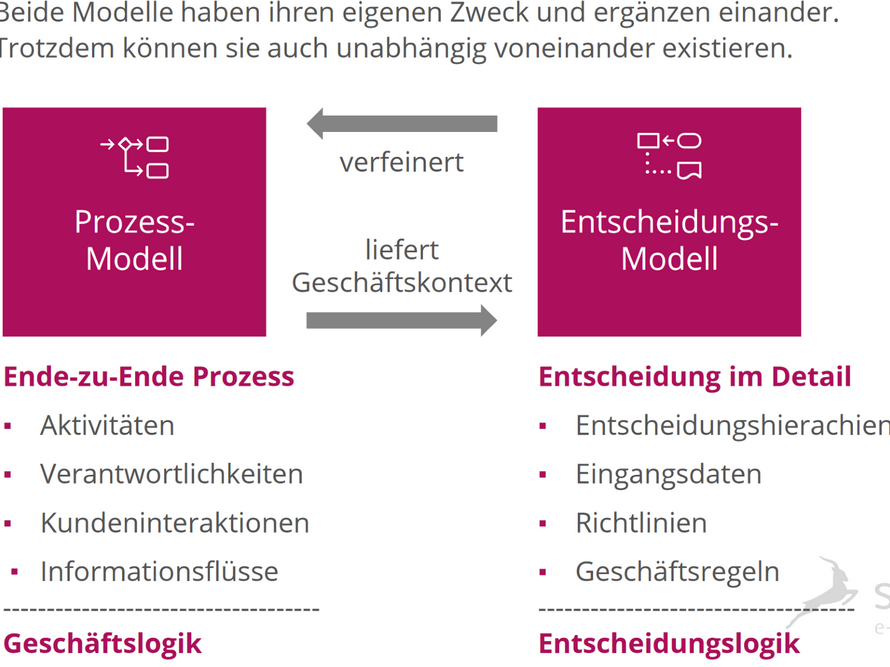 Beide Modelle haben ihren eigenen Zweck und ergänzen einander.
Trotzdem können sie auch unabhängig voneinander existieren.
verfeinert
Prozess-
Modell
Entscheidungs-
Modell
liefert
Geschäftskontext
Ende-zu-Ende Prozess
▪ Aktivitäten
▪ Verantwortlichkeiten
▪ Kundeninteraktionen
▪ Informationsflüsse
Geschäftslogik
Entscheidung im Detail
▪ Entscheidungshierachien
▪ Eingangsdaten
▪ Richtlinien
▪ Geschäftsregeln
Entscheidungslogik